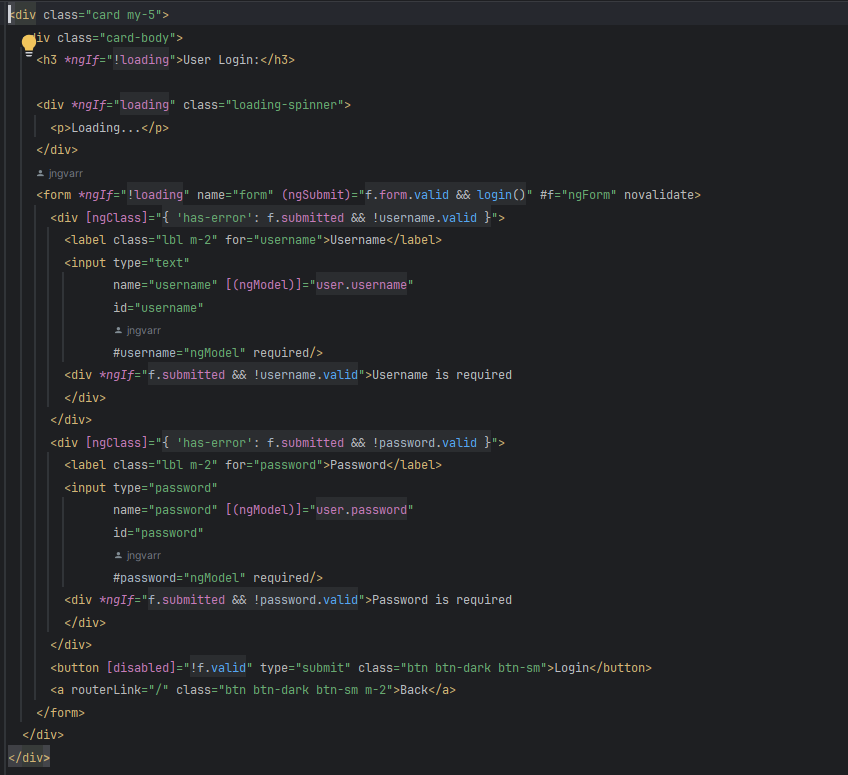 <div class="card my-5">
iv class="card-body">
<h3 *ngIf="!loading">User Login:</h3>
<div *ngIf="loading" class="loading-spinner">
<p>Loading...</p>
</div>
jngvarr
<form *ngIf="!loading" name="form" (ngSubmit)="f.form.valid && login()" #f="ngForm" novalidate>
<div [ngClass]="{ 'has-error': f.submitted && !username.valid }">
<label class="lbl m-2" for="username">Username</label>
<input type="text"
name="username" [(ngModel)]="user.username"
id="username"
jngvarr
#username="ngModel" required/>
<div *ngIf="f.submitted && !username.valid">Username is required
</div>
</div>
<div [ngClass]="{ 'has-error': f.submitted && !password.valid }">
<label class="lbl m-2" for="password">Password</label>
<input type="password"
name="password" [(ngModel)]="user.password"
id="password"
jngvarr
#password="ngModel" required/>
<div *ngIf="f.submitted && !password.valid">Password is required
</div>
</div>
<button [disabled]="!f.valid" type="submit" class="btn btn-dark btn-sm">Login</button>
<a routerLink="/" class="btn btn-dark btn-sm m-2">Back</a>
</form>
</div>
</div>